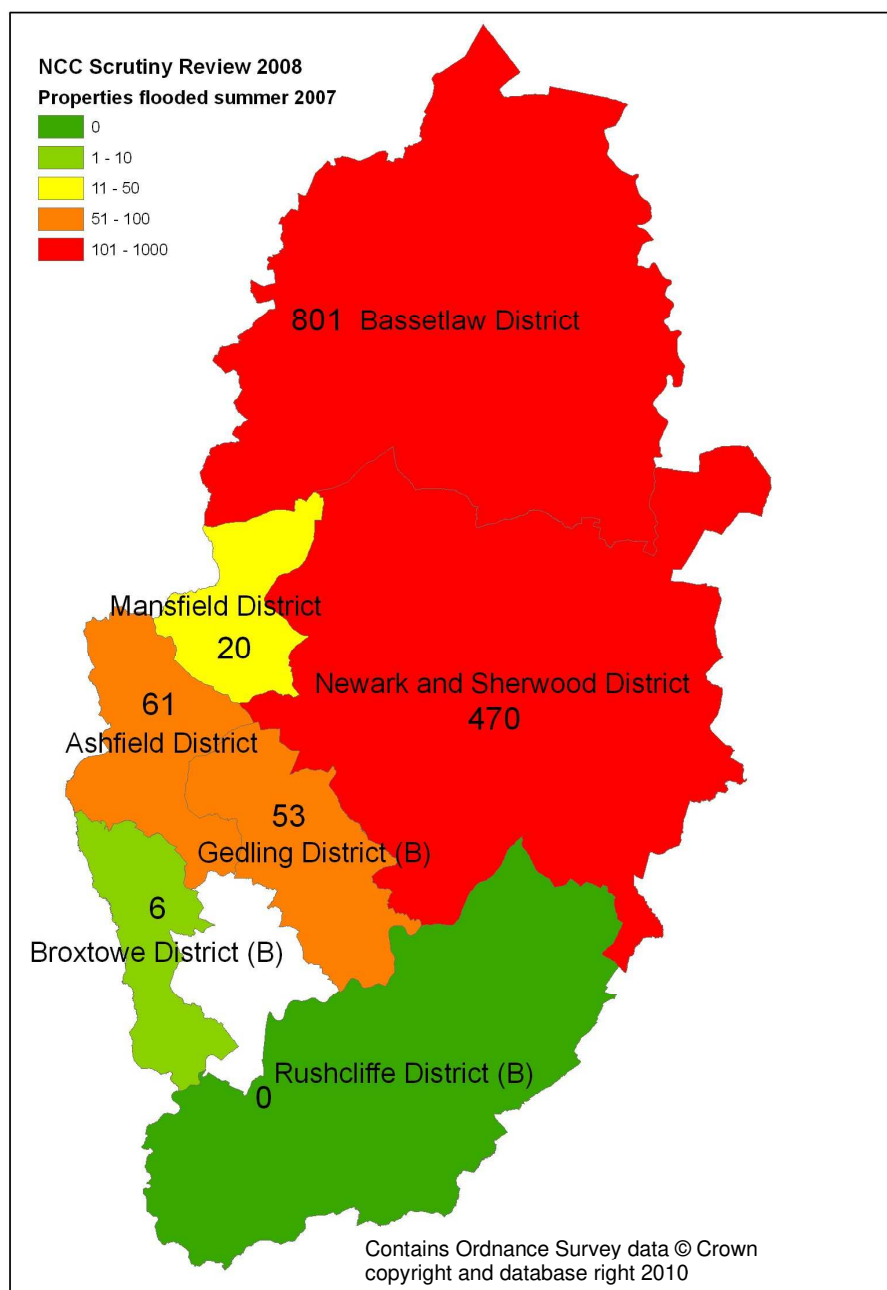 NCC Scrutiny Review 2008
Properties flooded summer 2007
0
1 - 10
11 - 50
51 - 100
101 - 1000
801 Bassetlaw District
Mansfield District
20
Newark and Sherwood District
470
61
Ashfield District
53
Gedling District (B)
6
Broxtowe District (B)
Rushcliffe District (B)
0
Contains Ordnance Survey data © Crown
copyright and database right 2010